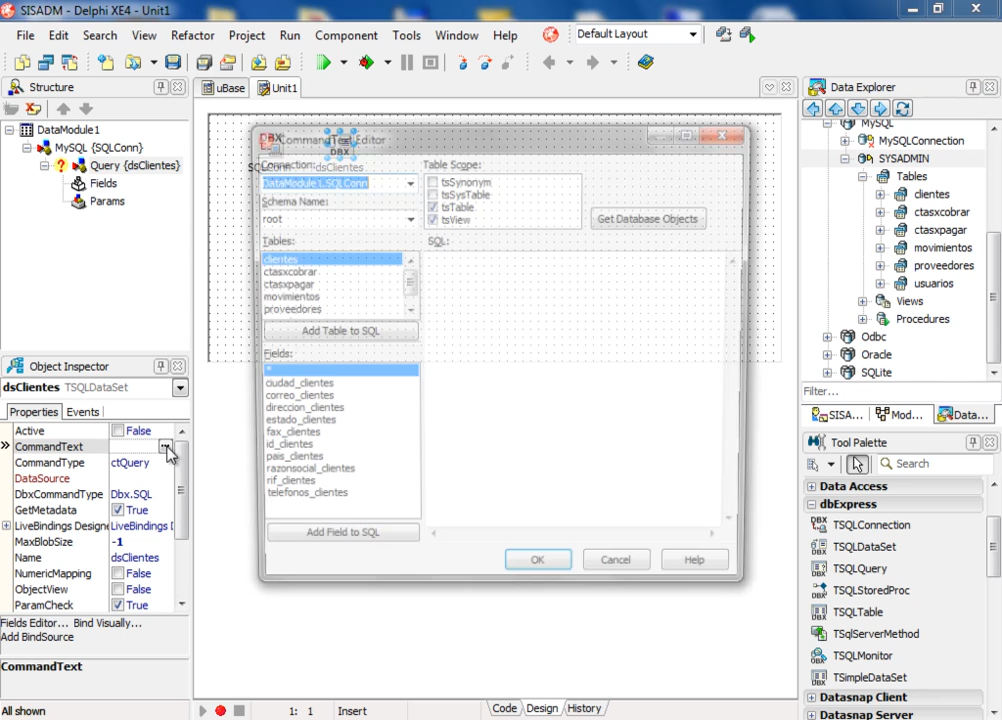 SISADM - Delphi XE4 - Unit1
File Edit Search View Refactor Project Run Component Tools Window Help Default Layout
Structure
DataModule1
MySQL {SQLConn}
Query {dsClientes}
Fields
Params
uBase Unit1
CommandText Editor
DBX
DBX
SQLConn dsClientes
Connection:
DataModule1.SQLConn
Schema Name:
root
Tables:
clientes
ctasxcobrar
ctasxpagar
movimientos
proveedores
Add Table to SQL
Fields:
*
ciudad_clientes
correo_clientes
direccion_clientes
estado_clientes
fax_clientes
id_clientes
pais_clientes
razonsocial_clientes
rif_clientes
telefonos_clientes
Add Field to SQL
Table Scope:
tsSynonym
tsSysTable
tsTable
tsView
Get Database Objects
SQL:
OK Cancel Help
Object Inspector
dsClientes TSQLDataSet
Properties Events
Active False
CommandText
CommandType ctQuery
DataSource
DbxCommandType Dbx.SQL
GetMetadata True
LiveBindings Designe LiveBindings D
MaxBlobSize -1
Name dsClientes
NumericMapping False
ObjectView False
ParamCheck True
Fields Editor... Bind Visually...
Add BindSource
CommandText
All shown
1: 1 Insert Code Design History
Data Explorer
MySQL
MySQLConnection
SYSADMIN
Tables
clientes
ctasxcobrar
ctasxpagar
movimientos
proveedores
usuarios
Views
Procedures
Odbc
Oracle
SQLite
Filter...
SISA... Mod... Data...
Tool Palette
Search
Data Access
dbExpress
TSQLConnection
TSQLDataSet
TSQLQuery
TSQLStoredProc
TSQLTable
TSqlServerMethod
TSQLMonitor
TSimpleDataSet
Datasnap Client
Datasnap Server